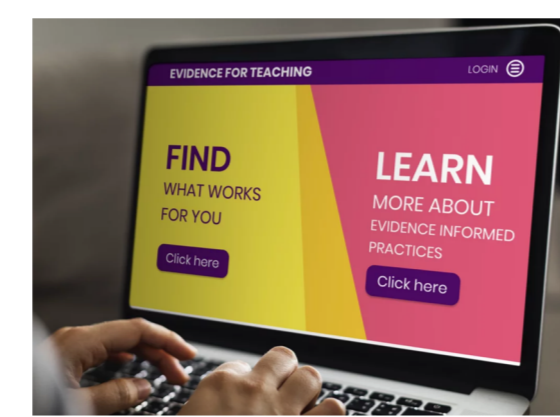 EVIDENCE FOR TEACHING
LOGIN
FIND
WHAT WORKS
FOR YOU
Click here
LEARN
MORE ABOUT
EVIDENCE INFORMED
PRACTICES
Click here